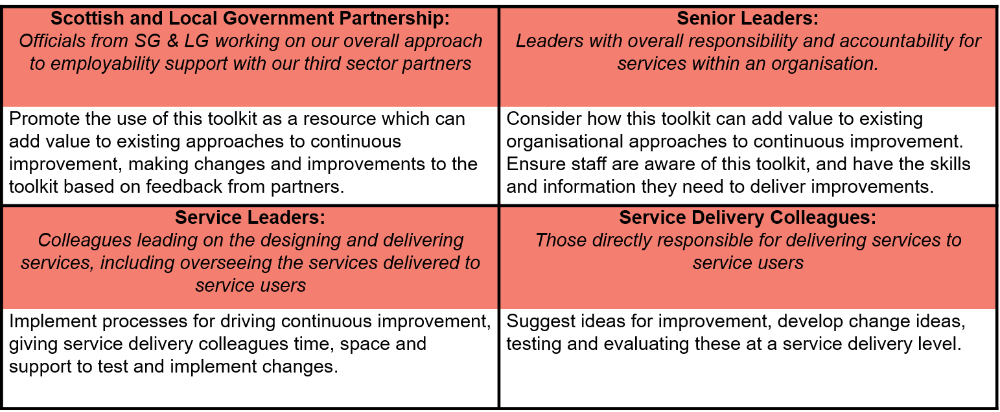 Scottish and Local Government Partnership:
Officials from SG & LG working on our overall approach
to employability support with our third sector partners
Promote the use of this toolkit as a resource which can
add value to existing approaches to continuous
improvement, making changes and improvements to the
toolkit based on feedback from partners.
Senior Leaders:
Leaders with overall responsibility and accountability for
services within an organisation.
Consider how this toolkit can add value to existing
organisational approaches to continuous improvement.
Ensure staff are aware of this toolkit, and have the skills
and information they need to deliver improvements.
Service Leaders:
Colleagues leading on the designing and delivering
services, including overseeing the services delivered to
service users
Implement processes for driving continuous improvement,
giving service delivery colleagues time, space and
support to test and implement changes.
Service Delivery Colleagues:
Those directly responsible for delivering services to
service users
Suggest ideas for improvement, develop change ideas,
testing and evaluating these at a service delivery level.